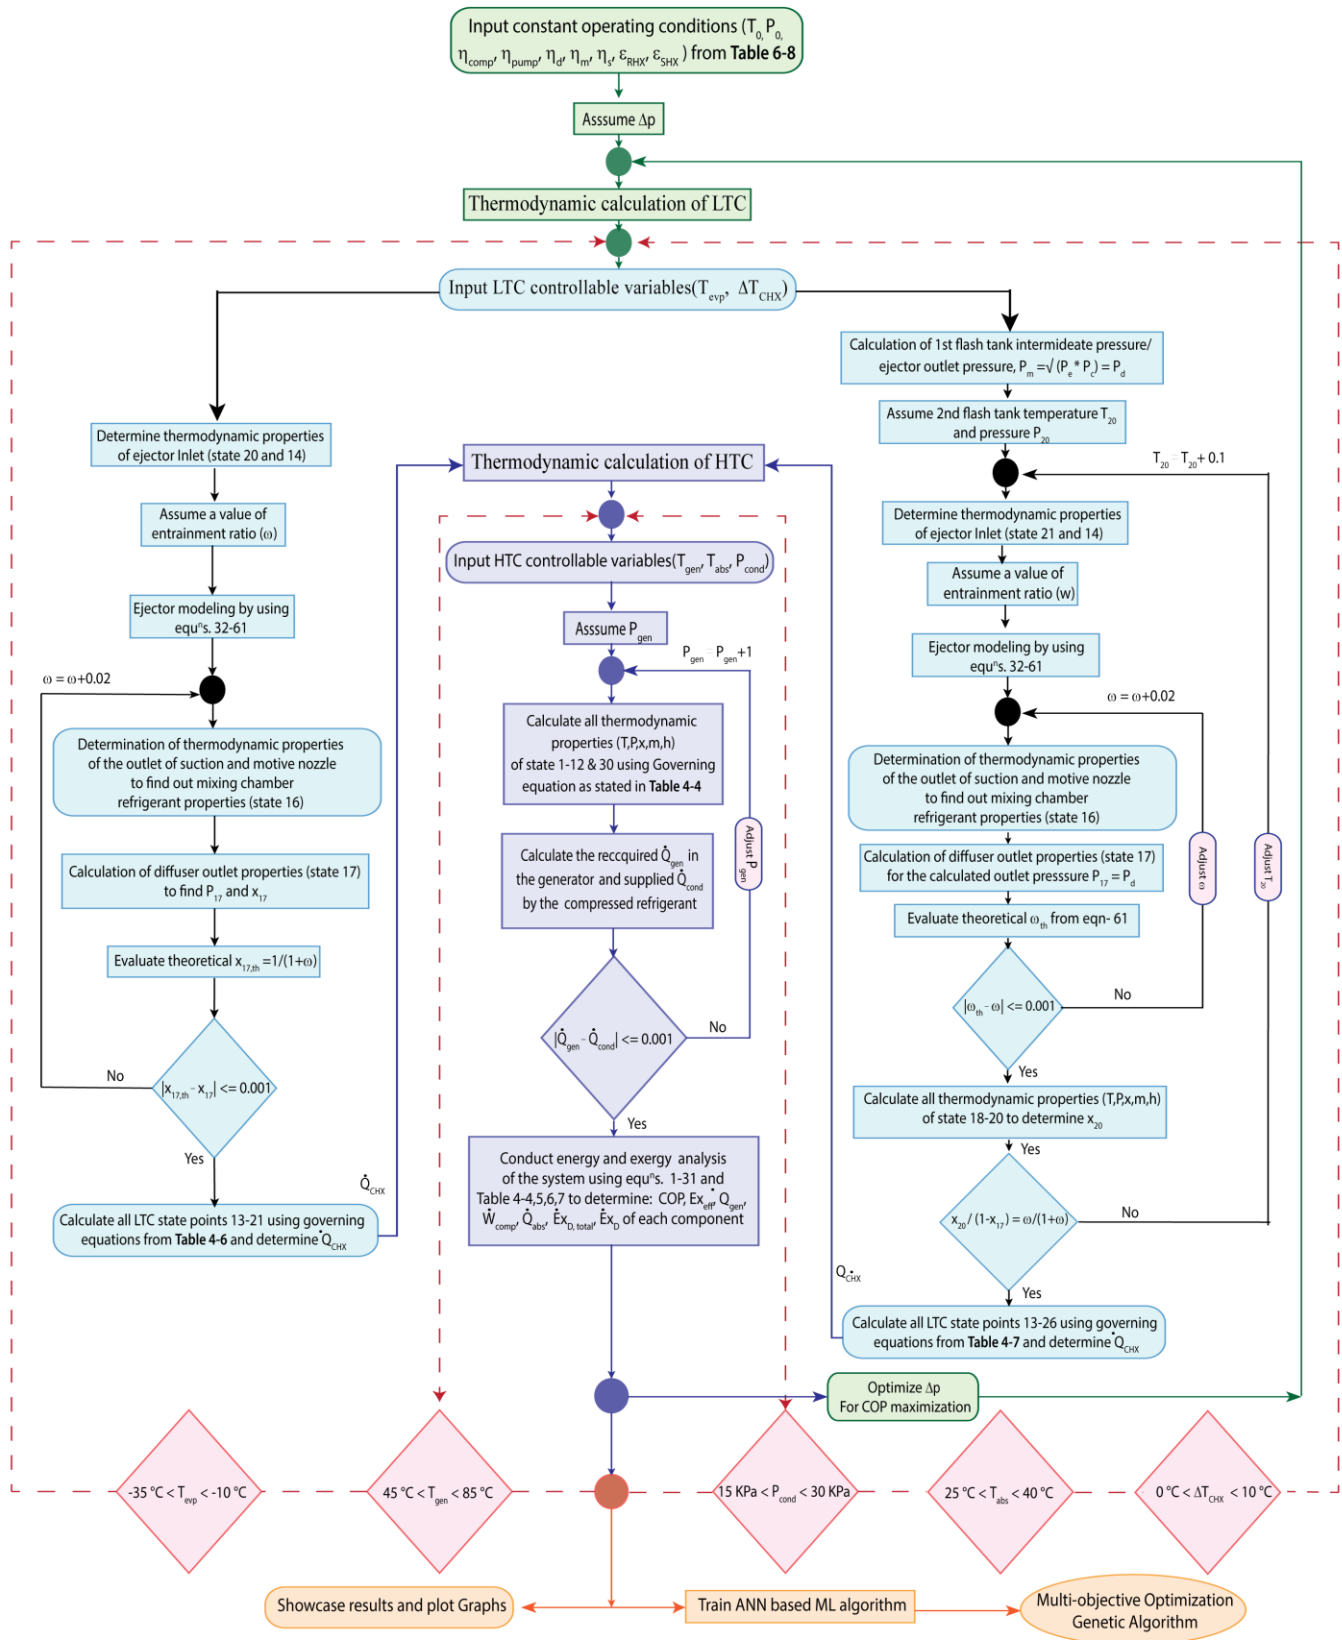 Input constant operating conditions (T0, P0,
ηcomp, ηpump, ηd, ηm, ηs, εRHX, εSHX ) from Table 6-8
Asssume Δp
Thermodynamic calculation of LTC
Input LTC controllable variables(Tevp, ΔTCHX)
Determine thermodynamic properties
of ejector Inlet (state 20 and 14)
Assume a value of
entrainment ratio (ω)
Ejector modeling by using
equⁿs. 32-61
ω = ω+0.02
Determination of thermodynamic properties
of the outlet of suction and motive nozzle
to find out mixing chamber
refrigerant properties (state 16)
Calculation of diffuser outlet properties (state 17)
to find P17 and x17
Evaluate theoretical x17,th =1/(1+ω)
|x17,th - x17| <= 0.001
No
Yes
Calculate all LTC state points 13-21 using governing
equations from Table 4-6 and determine Q̇CHX
Q̇CHX
Thermodynamic calculation of HTC
Input HTC controllable variables(Tgen, Tabs, Pcond)
Asssume Pgen
Pgen = Pgen+1
Calculate all thermodynamic
properties (T,P,x,m,h)
of state 1-12 & 30 using Governing
equation as stated in Table 4-4
Adjust Pgen
Calculate the reccquired Q̇gen in
the generator and supplied Q̇cond
by the compressed refrigerant
|Q̇gen - Q̇cond| <= 0.001
No
Yes
Conduct energy and exergy analysis
of the system using equⁿs. 1-31 and
Table 4-4,5,6,7 to determine: COP, Exeff, Q̇gen,
Ẇcomp, Q̇abs, ĖxD, total, ĖxD of each component
Calculation of 1st flash tank intermideate pressure/
ejector outlet pressure, Pm =√ (Pe * Pc) = Pd
Assume 2nd flash tank temperature T20
and pressure P20
T20 = T20+ 0.1
Determine thermodynamic properties
of ejector Inlet (state 21 and 14)
Assume a value of
entrainment ratio (w)
Ejector modeling by using
equⁿs. 32-61
ω = ω+0.02
Determination of thermodynamic properties
of the outlet of suction and motive nozzle
to find out mixing chamber
refrigerant properties (state 16)
Adjust ω
Adjust T20
Calculation of diffuser outlet properties (state 17)
for the calculated outlet presssure P17 = Pd
Evaluate theoretical ωth from eqn- 61
|ωth - ω| <= 0.001
No
Yes
Calculate all thermodynamic properties (T,P,x,m,h)
of state 18-20 to determine x20
Yes
x20 / (1-x17) = ω/(1+ω)
No
Yes
Q̇CHX
Calculate all LTC state points 13-26 using governing
equations from Table 4-7 and determine Q̇CHX
Optimize Δp
For COP maximization
-35 °C < Tevp < -10 °C
45 °C < Tgen < 85 °C
15 KPa < Pcond < 30 KPa
25 °C < Tabs < 40 °C
0 °C < ΔTCHX < 10 °C
Showcase results and plot Graphs
Train ANN based ML algorithm
Multi-objective Optimization
Genetic Algorithm